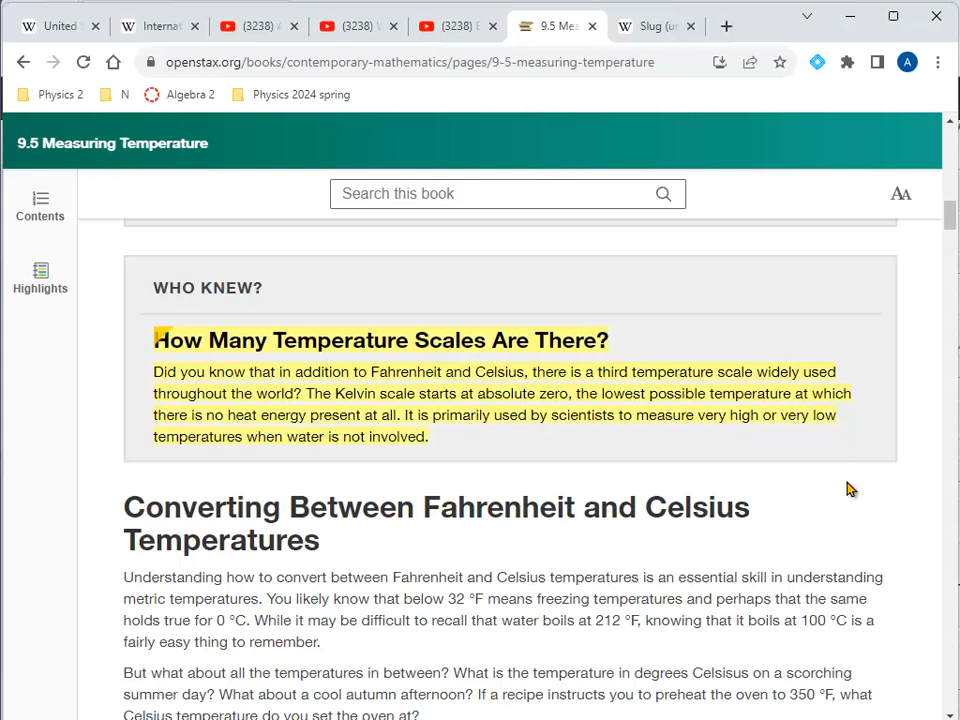 United
Internat
(3238) A
(3238) W
(3238) E
9.5 Mea
Slug (un
openstax.org/books/contemporary-mathematics/pages/9-5-measuring-temperature
A
Physics 2
N
Algebra 2
Physics 2024 spring
9.5 Measuring Temperature
Contents
Search this book
AA
Highlights
WHO KNEW?
How Many Temperature Scales Are There?
Did you know that in addition to Fahrenheit and Celsius, there is a third temperature scale widely used
throughout the world? The Kelvin scale starts at absolute zero, the lowest possible temperature at which
there is no heat energy present at all. It is primarily used by scientists to measure very high or very low
temperatures when water is not involved.
Converting Between Fahrenheit and Celsius
Temperatures
Understanding how to convert between Fahrenheit and Celsius temperatures is an essential skill in understanding
metric temperatures. You likely know that below 32 °F means freezing temperatures and perhaps that the same
holds true for 0 °C. While it may be difficult to recall that water boils at 212 °F, knowing that it boils at 100 °C is a
fairly easy thing to remember.
But what about all the temperatures in between? What is the temperature in degrees Celsisus on a scorching
summer day? What about a cool autumn afternoon? If a recipe instructs you to preheat the oven to 350 °F, what
Celsius temperature do you set the oven at?